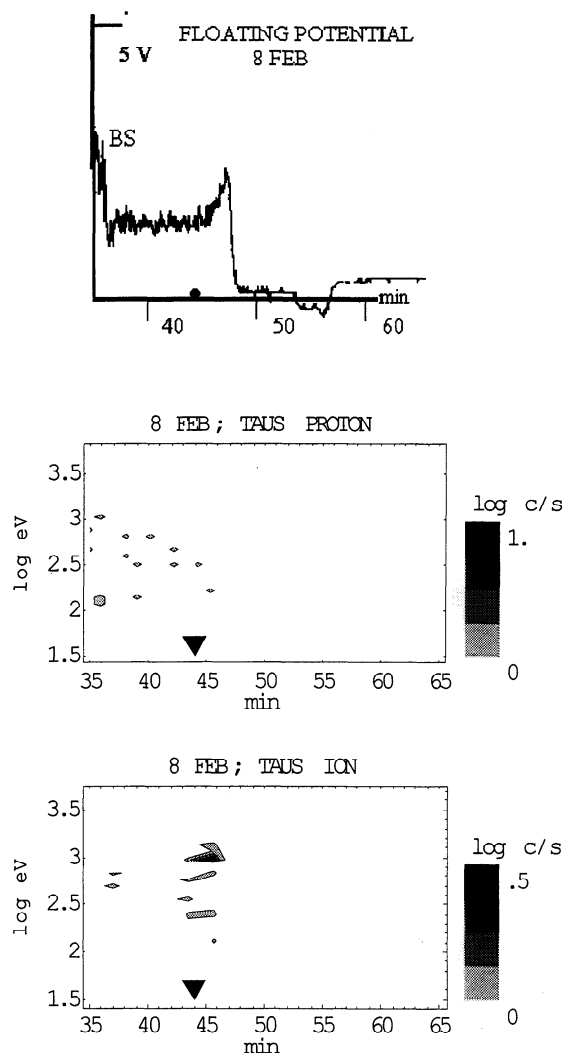 FLOATING POTENTIAL
8 FEB
5 V
BS
min
40 50 60
8 FEB ; TAUS PROTON
log eV
3.5
3
2.5
2
1.5
35 40 45 50 55 60 65
min
log c/s
1.
0
8 FEB ; TAUS ION
log eV
3.5
3
2.5
2
1.5
35 40 45 50 55 60 65
min
log c/s
.5
0